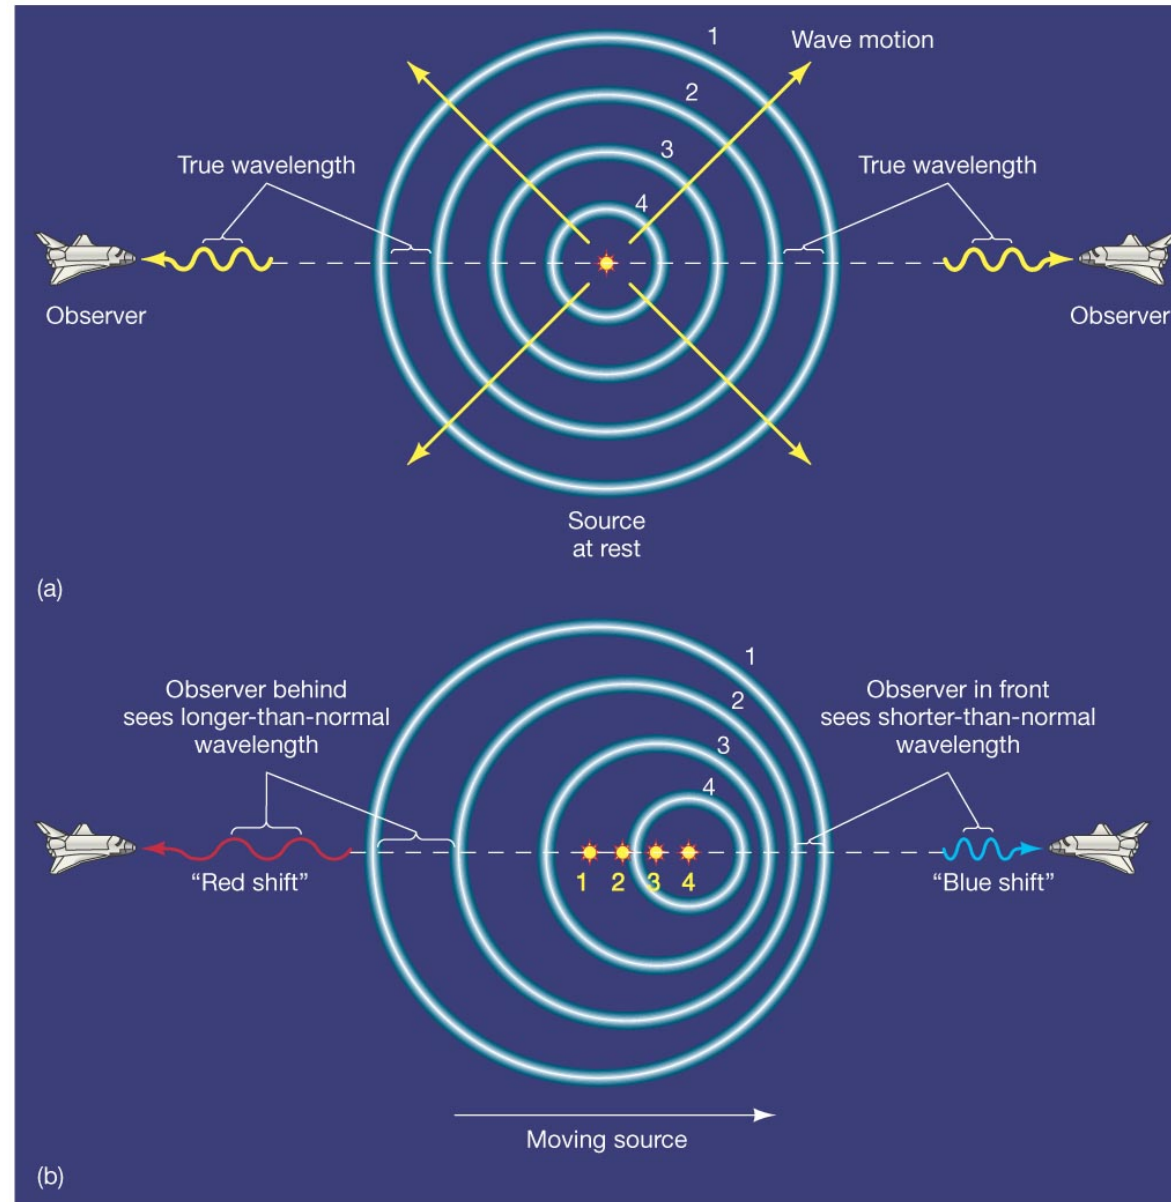 1
Wave motion
2
3
True wavelength
True wavelength
4
Observer
Observer
Source
at rest
(a)
1
Observer behind
sees longer-than-normal
wavelength
2
Observer in front
sees shorter-than-normal
wavelength
3
4
1 2 3 4
“Red shift”
“Blue shift”
Moving source
(b)